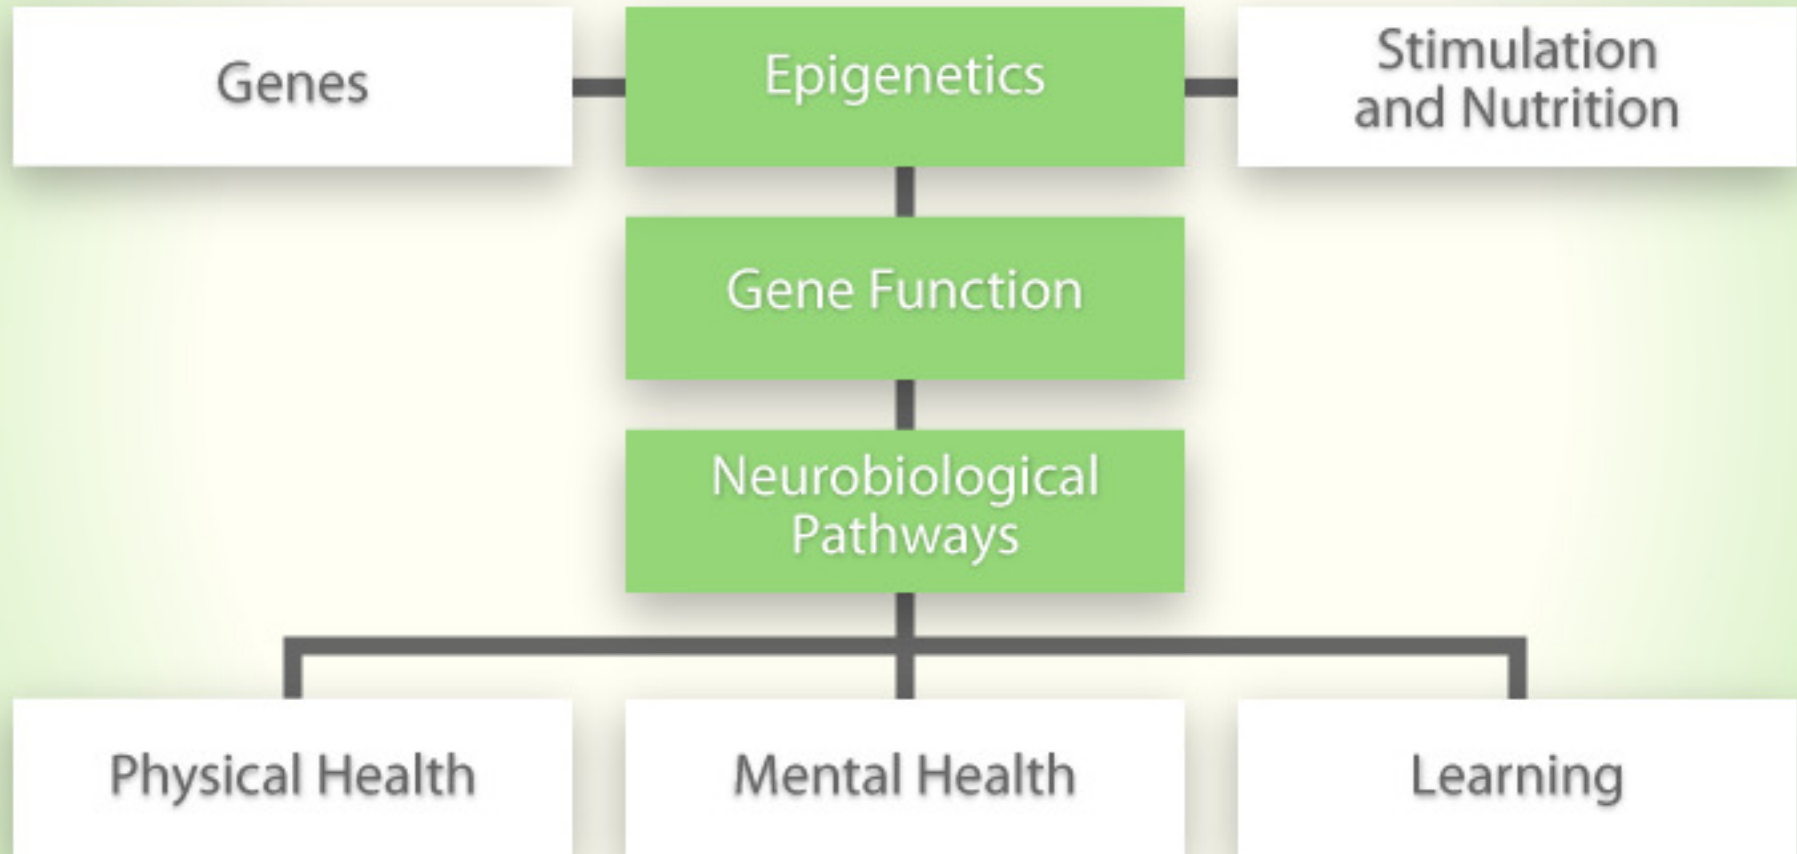 Genes
Epigenetics
Stimulation
and Nutrition
Gene Function
Neurobiological
Pathways
Physical Health
Mental Health
Learning